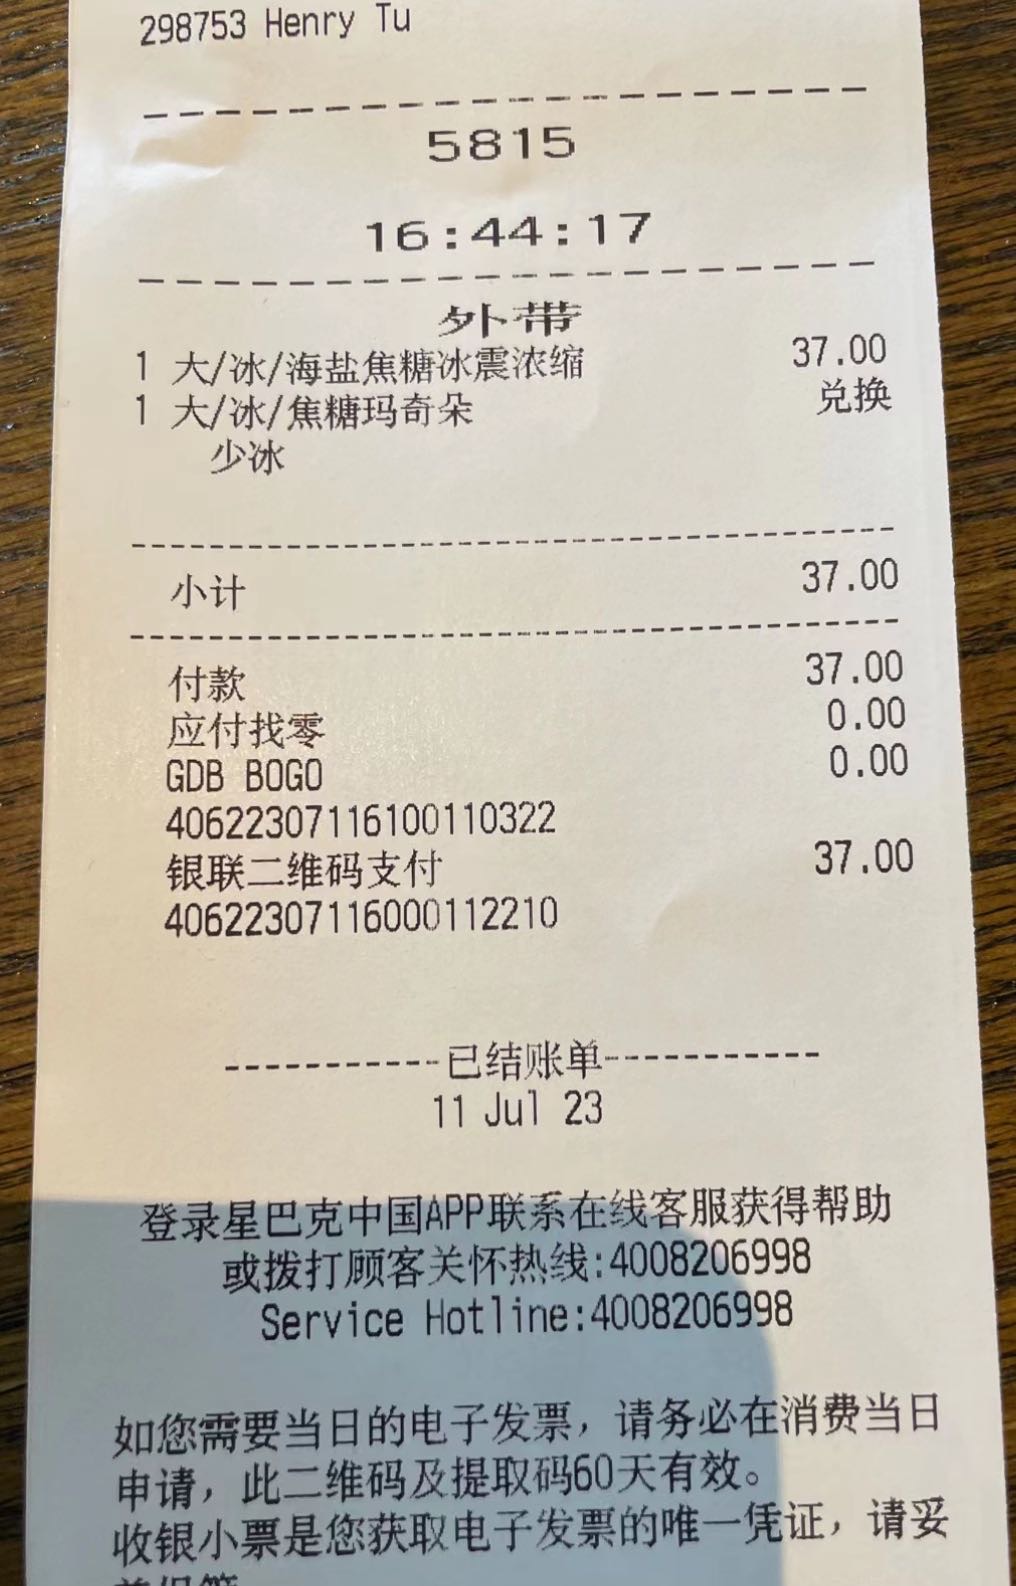 298753 Henry Tu
5815
16:44:17
外带
1 大/冰/海盐焦糖冰震浓缩 37.00
1 大/冰/焦糖玛奇朵 兑换
少冰
小计 37.00
付款 37.00
应付找零 0.00
GDB BOGO 0.00
40622307116100110322
银联二维码支付 37.00
40622307116000112210
-----------已结账单-----------
11 Jul 23
登录星巴克中国APP联系在线客服获得帮助
或拨打顾客关怀热线:4008206998
Service Hotline:4008206998
如您需要当日的电子发票，请务必在消费当日
申请，此二维码及提取码60天有效。
收银小票是您获取电子发票的唯一凭证，请妥